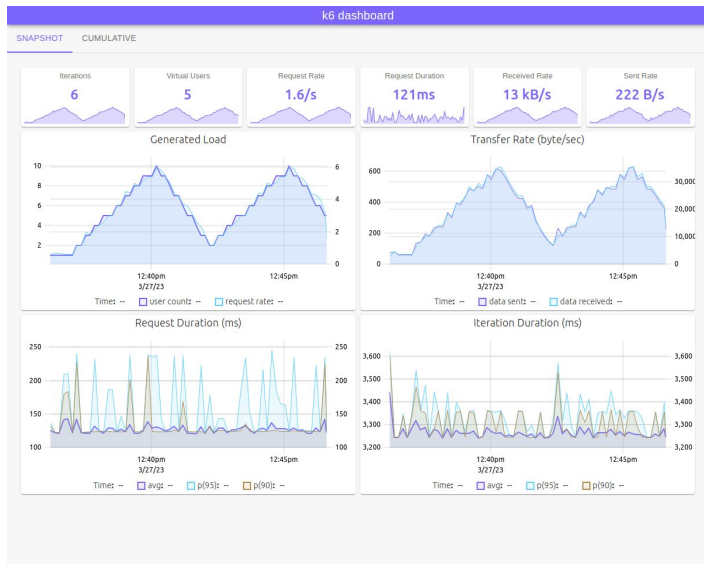 k6 dashboard
SNAPSHOT CUMULATIVE
Iterations Virtual Users Request Rate Request Duration Received Rate Sent Rate
6 5 1.6/s 121ms 13 kB/s 222 B/s
Generated Load
10 6
8
6 4
4
2 2
0
12:40pm 12:45pm
3/27/23
Time: -- user count: -- request rate: --
Transfer Rate (byte/sec)
600
30,000
400
20,000
200 10,000
0 0
12:40pm 12:45pm
3/27/23
Time: -- data sent: -- data received: --
Request Duration (ms)
250 250
200 200
150 150
100 100
12:40pm 12:45pm
3/27/23
Time: -- avg: -- p(95): -- p(90): --
Iteration Duration (ms)
3,600 3,600
3,500 3,500
3,400 3,400
3,300 3,300
3,200 3,200
12:40pm 12:45pm
3/27/23
Time: -- avg: -- p(95): -- p(90): --